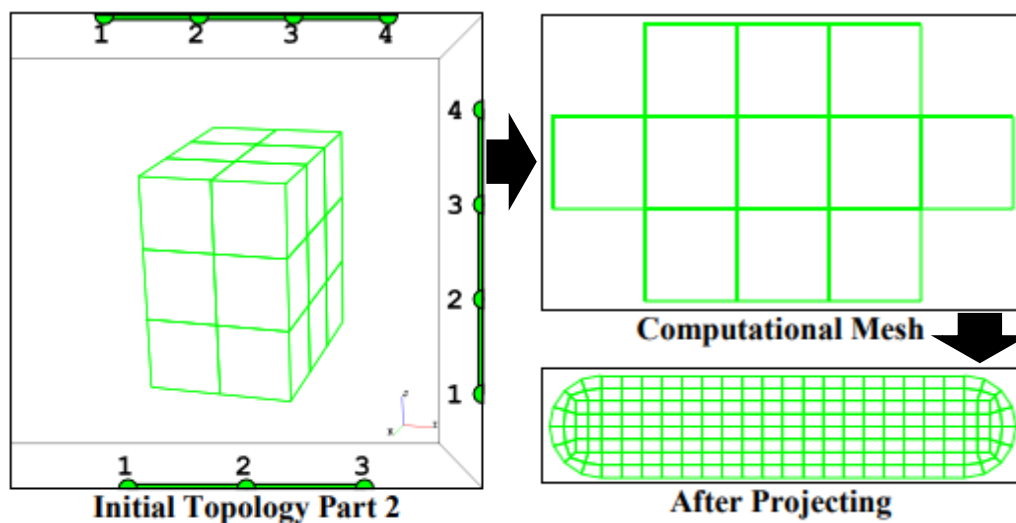 1 2 3 4
4
3
2
1
1 2 3
Initial Topology Part 2
Computational Mesh
After Projecting